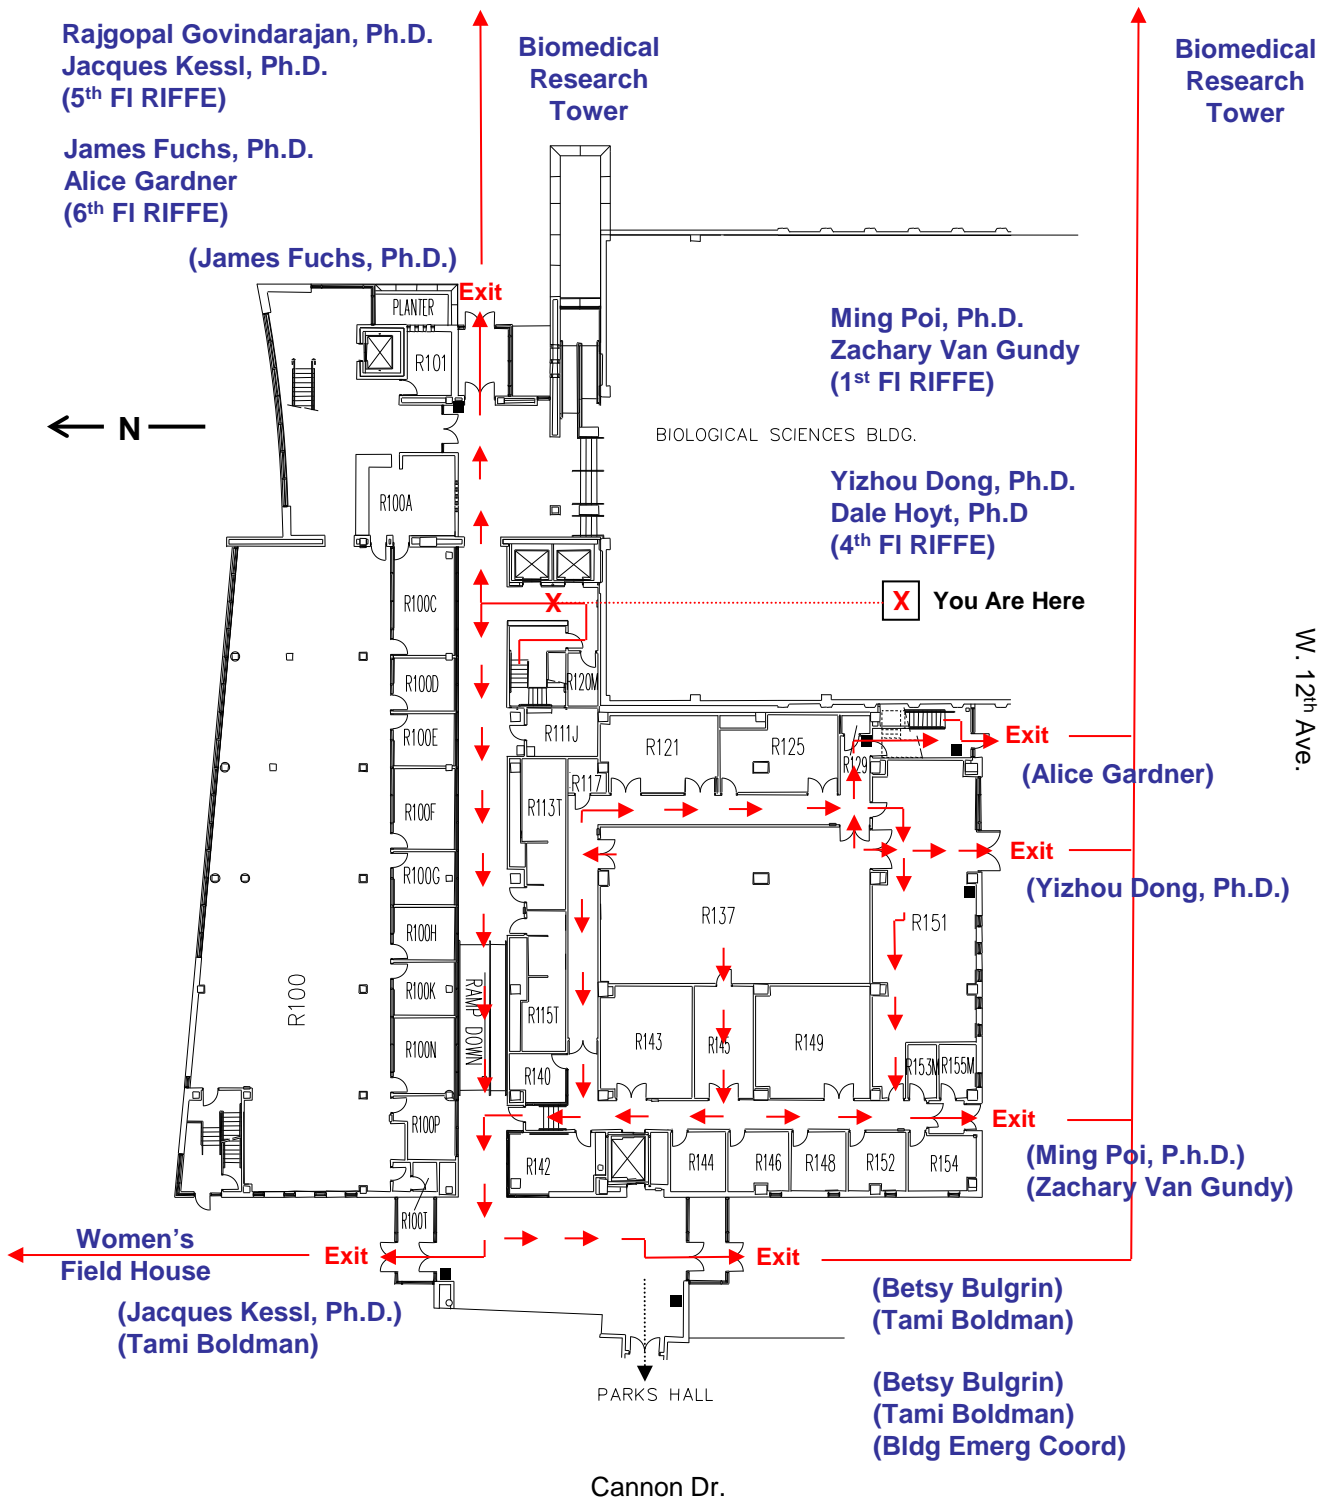 Rajgopal Govindarajan, Ph.D.
Jacques Kessl, Ph.D.
(5th Fl RIFFE)
James Fuchs, Ph.D.
Alice Gardner
(6th Fl RIFFE)
(James Fuchs, Ph.D.)
Biomedical
Research
Tower
Biomedical
Research
Tower
Exit
PLANTER
R101
Ming Poi, Ph.D.
Zachary Van Gundy
(1st Fl RIFFE)
N
BIOLOGICAL SCIENCES BLDG.
Yizhou Dong, Ph.D.
Dale Hoyt, Ph.D
(4th Fl RIFFE)
R100A
X
X You Are Here
R100C
R100D
R120M
R100E
R111J
R121
R125
R129
Exit
W. 12th Ave.
(Alice Gardner)
R117
R113T
R100F
Exit
R100G
(Yizhou Dong, Ph.D.)
R137
R151
R100H
R100K
R100
RAMP DOWN
R115T
R100N
R143
R145
R149
R153M
R155M
R140
R100P
Exit
R142
R144
R146
R148
R152
R154
(Ming Poi, P.h.D.)
(Zachary Van Gundy)
R100T
Women's
Field House
Exit
Exit
(Jacques Kessl, Ph.D.)
(Tami Boldman)
(Betsy Bulgrin)
(Tami Boldman)
PARKS HALL
(Betsy Bulgrin)
(Tami Boldman)
(Bldg Emerg Coord)
Cannon Dr.